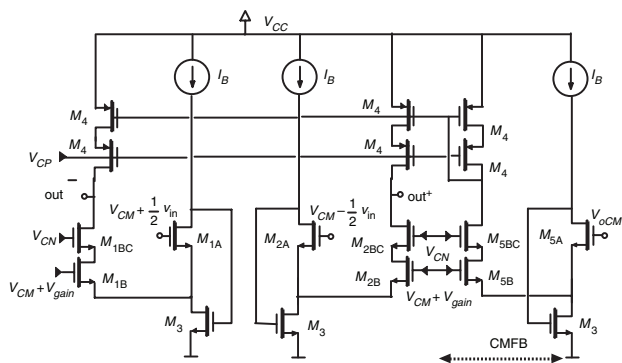 V_CC
I_B
I_B
I_B
M_4
M_4
M_4
M_4
M_4
M_4
V_CP
out^−
V_CM + 1/2 v_in
V_CM − 1/2 v_in
out^+
V_oCM
V_CN
M_1BC
M_1A
M_2A
M_2BC
V_CN
M_5BC
M_5A
M_1B
M_2B
M_5B
V_CM + V_gain
V_CM + V_gain
M_3
M_3
M_3
CMFB